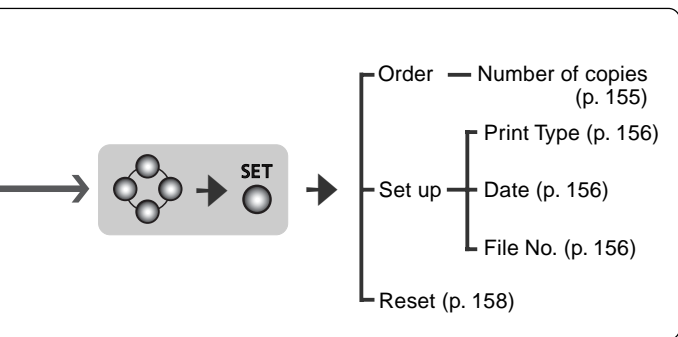 SET
Order
Number of copies
(p. 155)
Set up
Print Type (p. 156)
Date (p. 156)
File No. (p. 156)
Reset (p. 158)